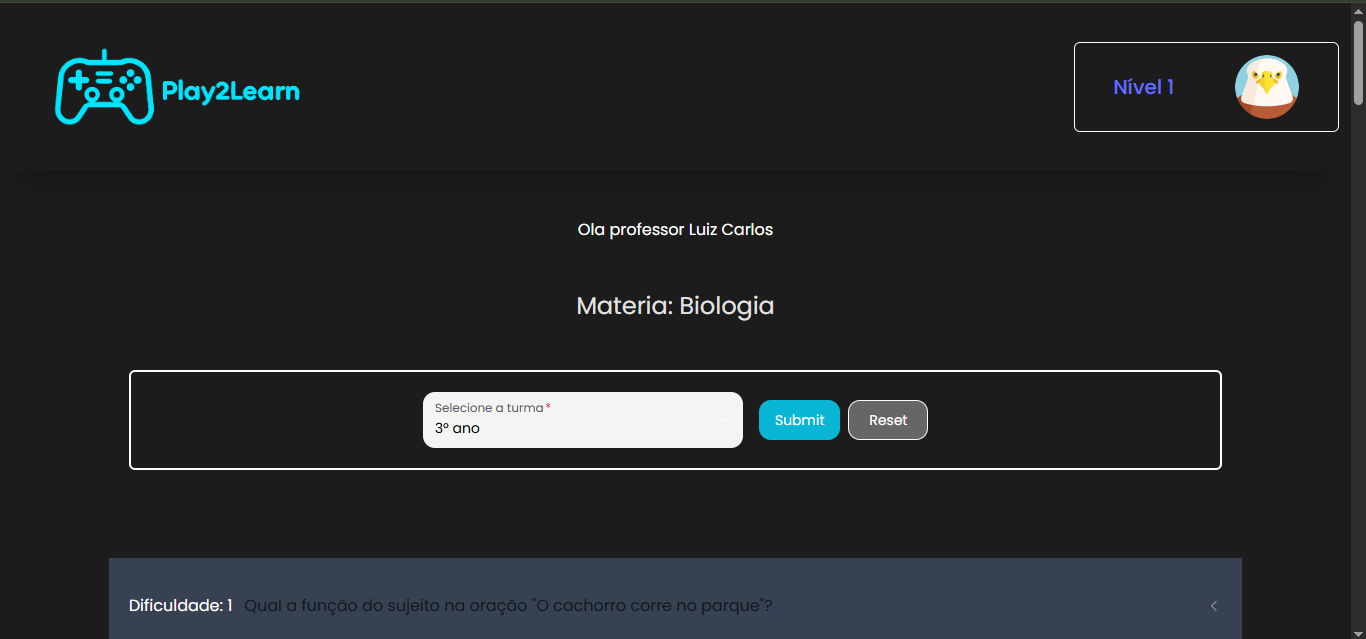 Play2Learn
Nível 1
Ola professor Luiz Carlos
Materia: Biologia
Selecione a turma*
3º ano
Submit
Reset
Dificuldade: 1 Qual a função do sujeito na oração "O cachorro corre no parque"?